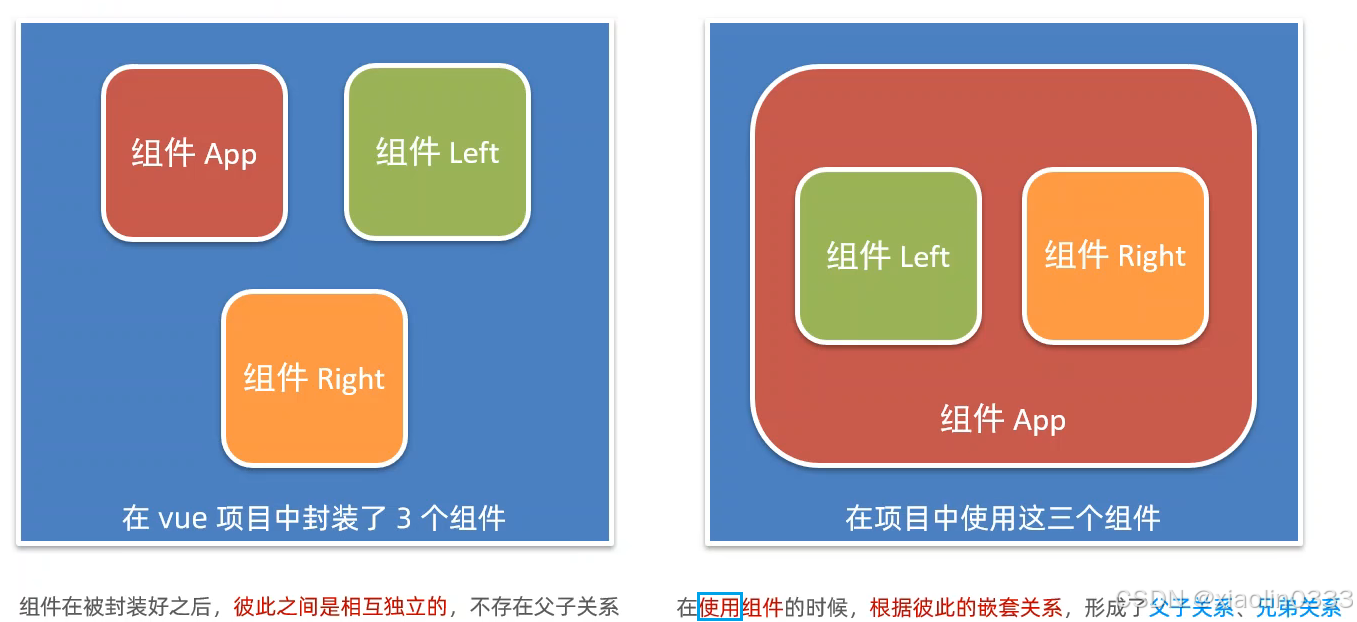 组件 App
组件 Left
组件 Right
在 vue 项目中封装了 3 个组件
组件在被封装好之后，彼此之间是相互独立的，不存在父子关系
组件 Left
组件 Right
组件 App
在项目中使用这三个组件
在使用组件的时候，根据彼此的嵌套关系，形成了父子关系、兄弟关系
CSDN @xiaolin0333